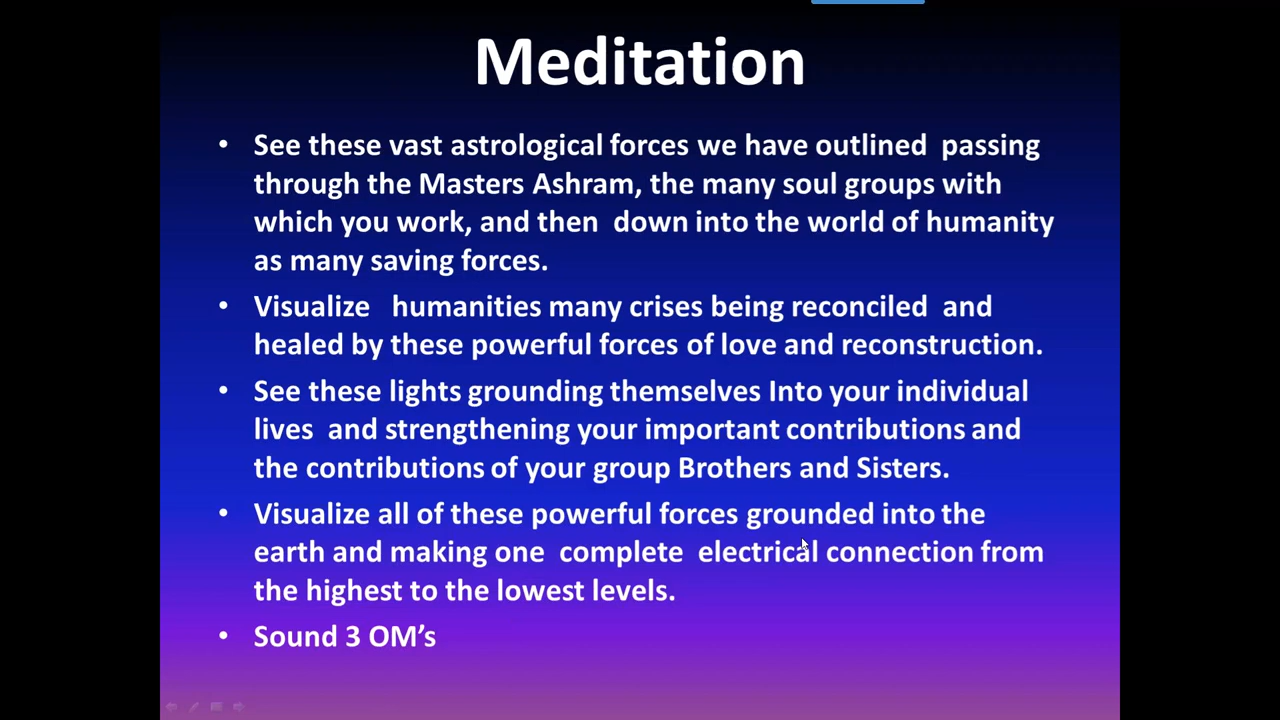 Meditation
• See these vast astrological forces we have outlined  passing
through the Masters Ashram, the many soul groups with
which you work, and then  down into the world of humanity
as many saving forces.
• Visualize   humanities many crises being reconciled  and
healed by these powerful forces of love and reconstruction.
• See these lights grounding themselves Into your individual
lives  and strengthening your important contributions and
the contributions of your group Brothers and Sisters.
• Visualize all of these powerful forces grounded into the
earth and making one  complete  electrical connection from
the highest to the lowest levels.
• Sound 3 OM’s